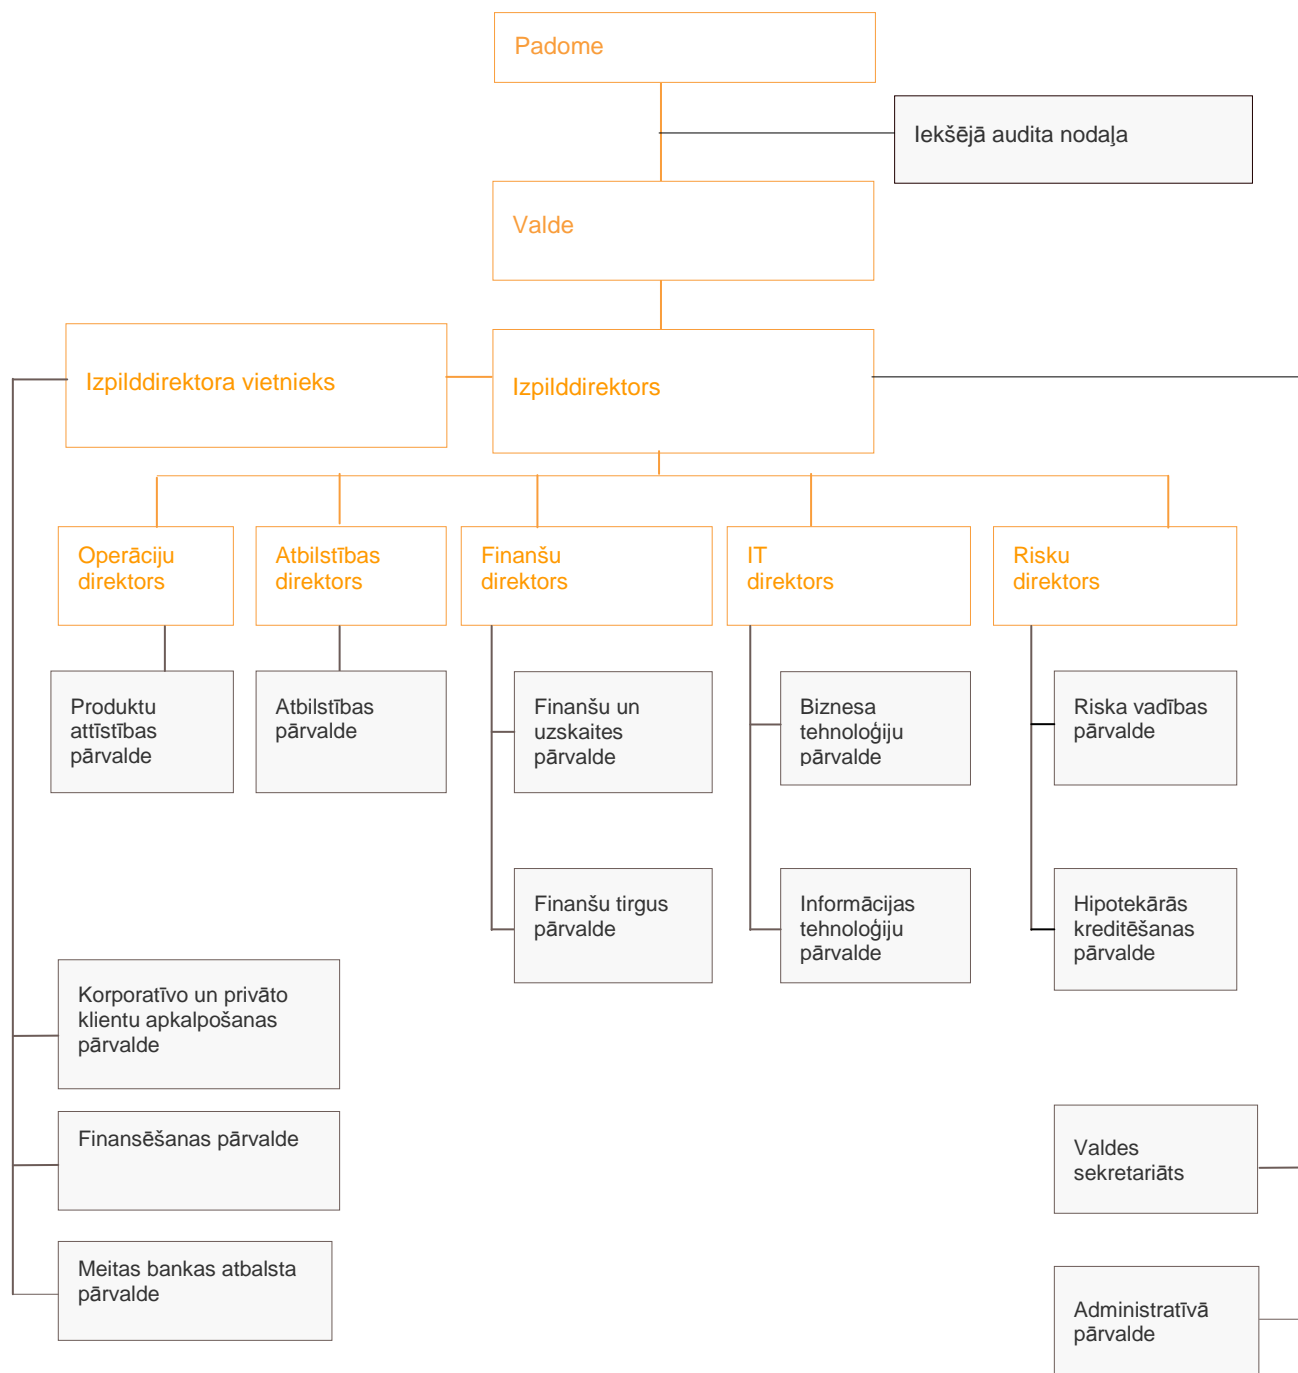 Padome
Iekšējā audita nodaļa
Valde
Izpilddirektora vietnieks
Izpilddirektors
Operāciju
direktors
Atbilstības
direktors
Finanšu
direktors
IT
direktors
Risku
direktors
Produktu
attīstības
pārvalde
Atbilstības
pārvalde
Finanšu un
uzskaites
pārvalde
Biznesa
tehnoloģiju
pārvalde
Riska vadības
pārvalde
Finanšu tirgus
pārvalde
Informācijas
tehnoloģiju
pārvalde
Hipotekārās
kreditēšanas
pārvalde
Korporatīvo un privāto
klientu apkalpošanas
pārvalde
Finansēšanas pārvalde
Valdes
sekretariāts
Meitas bankas atbalsta
pārvalde
Administratīvā
pārvalde